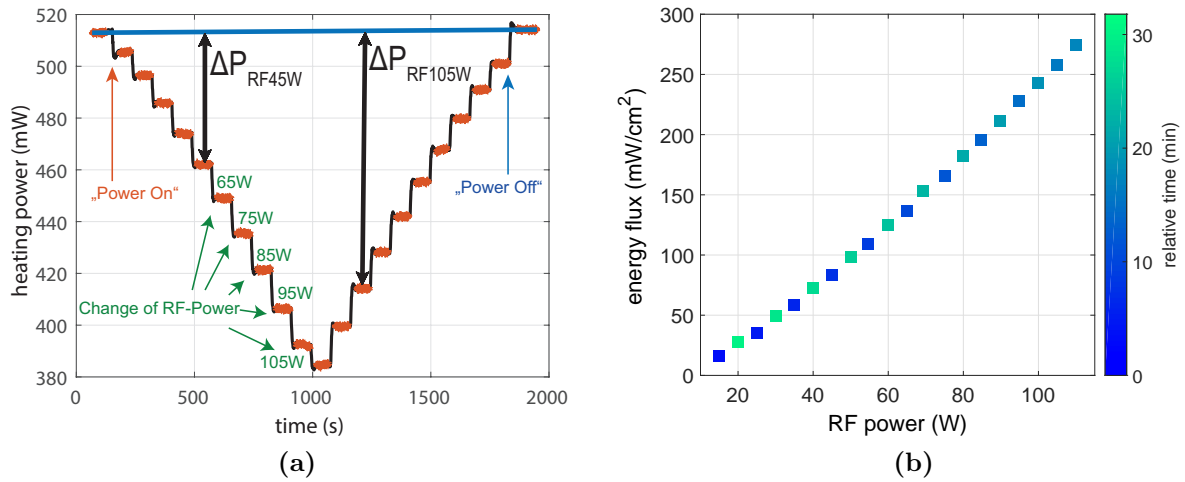 520
500
480
460
440
420
400
380
0
500
1000
1500
2000
heating power (mW)
time (s)
ΔP RF45W
ΔP RF105W
„Power On“
„Power Off“
65W
75W
85W
95W
105W
Change of RF-Power
(a)
300
250
200
150
100
50
0
20
40
60
80
100
energy flux (mW/cm²)
RF power (W)
30
20
10
0
relative time (min)
(b)